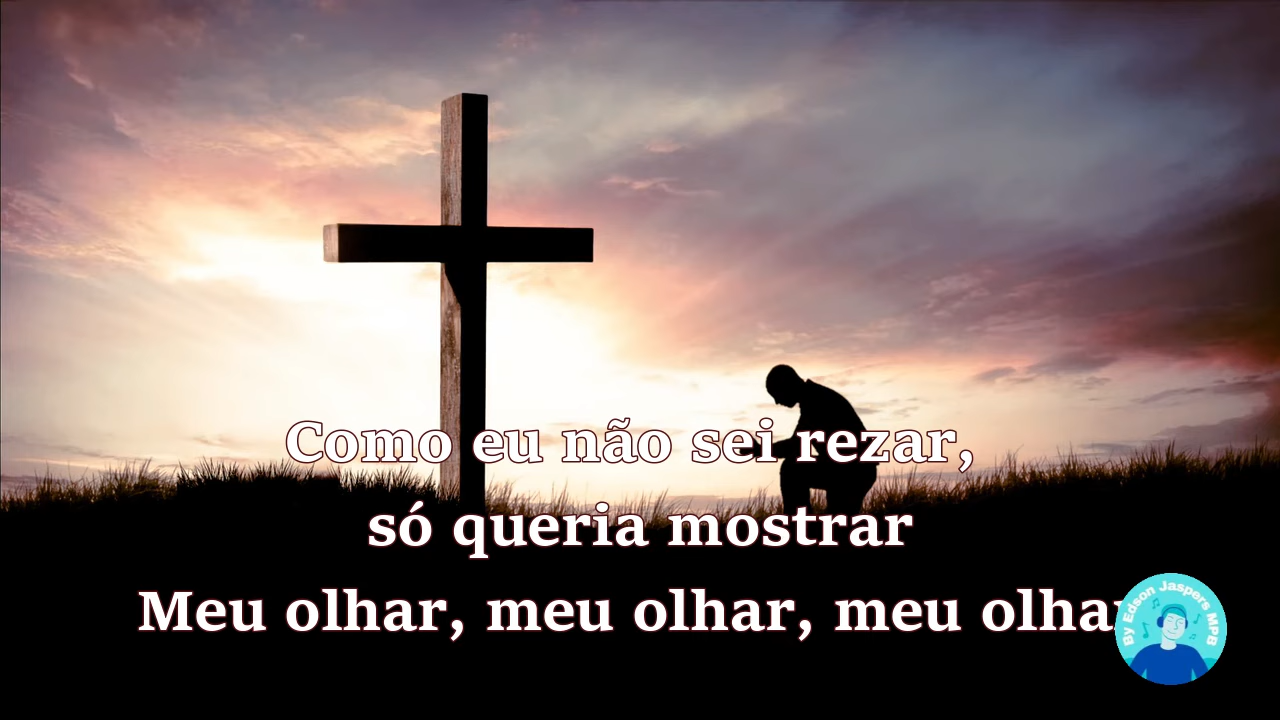 Como eu não sei rezar,
só queria mostrar
Meu olhar, meu olhar, meu olhar
By Edson Jaspers MPB